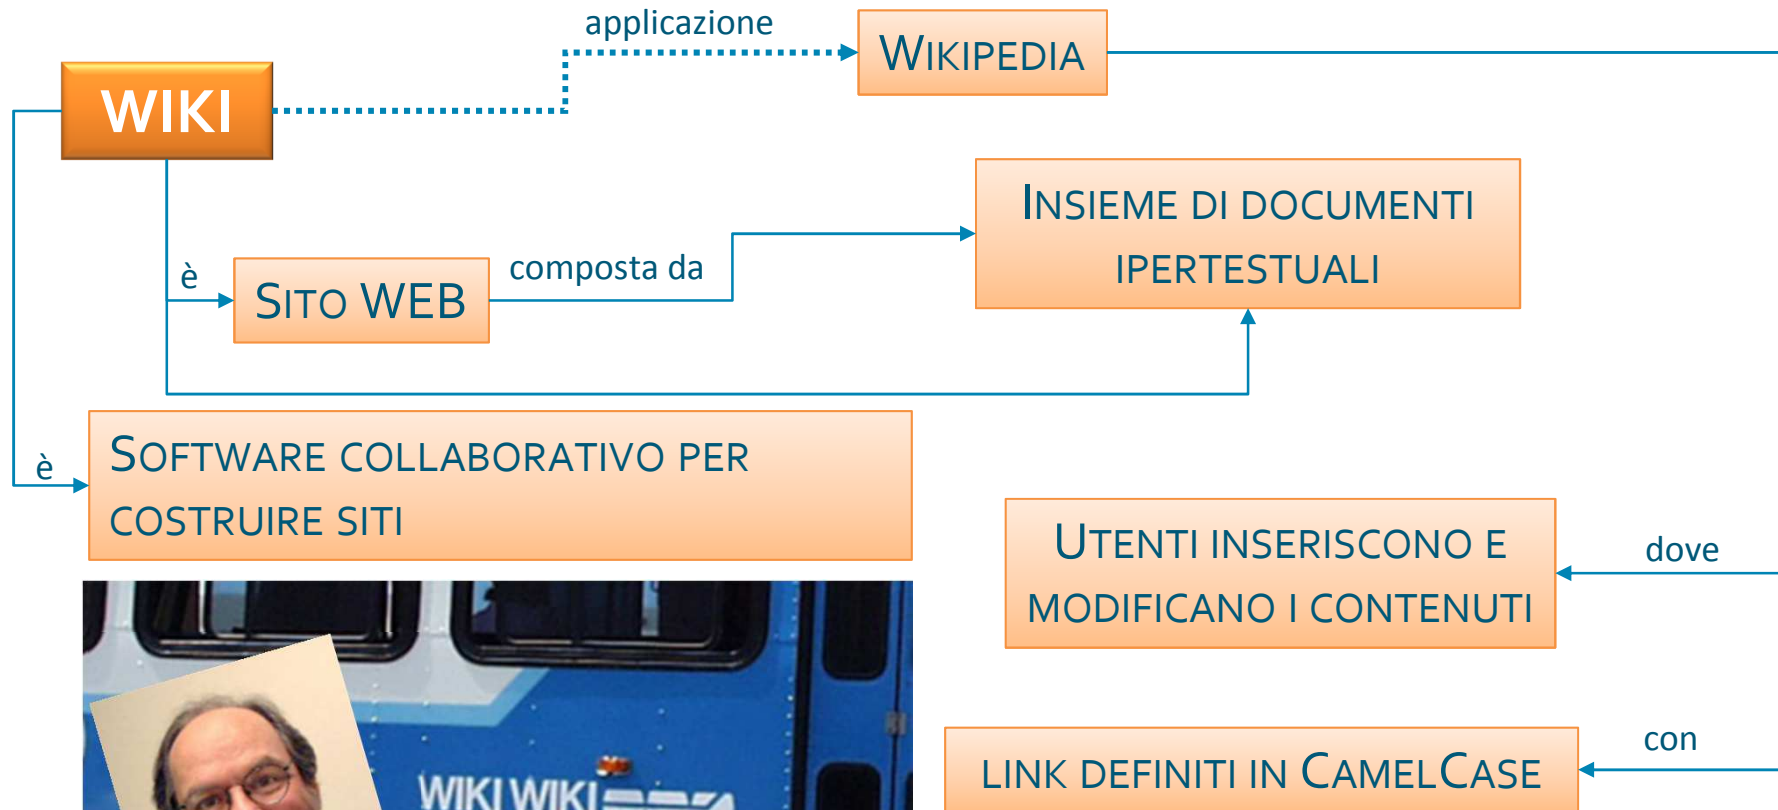 applicazione
WIKIPEDIA
WIKI
INSIEME DI DOCUMENTI
IPERTESTUALI
è
SITO WEB
composta da
è
SOFTWARE COLLABORATIVO PER
COSTRUIRE SITI
UTENTI INSERISCONO E
MODIFICANO I CONTENUTI
dove
LINK DEFINITI IN CAMELCASE
con
WIKI WIKI